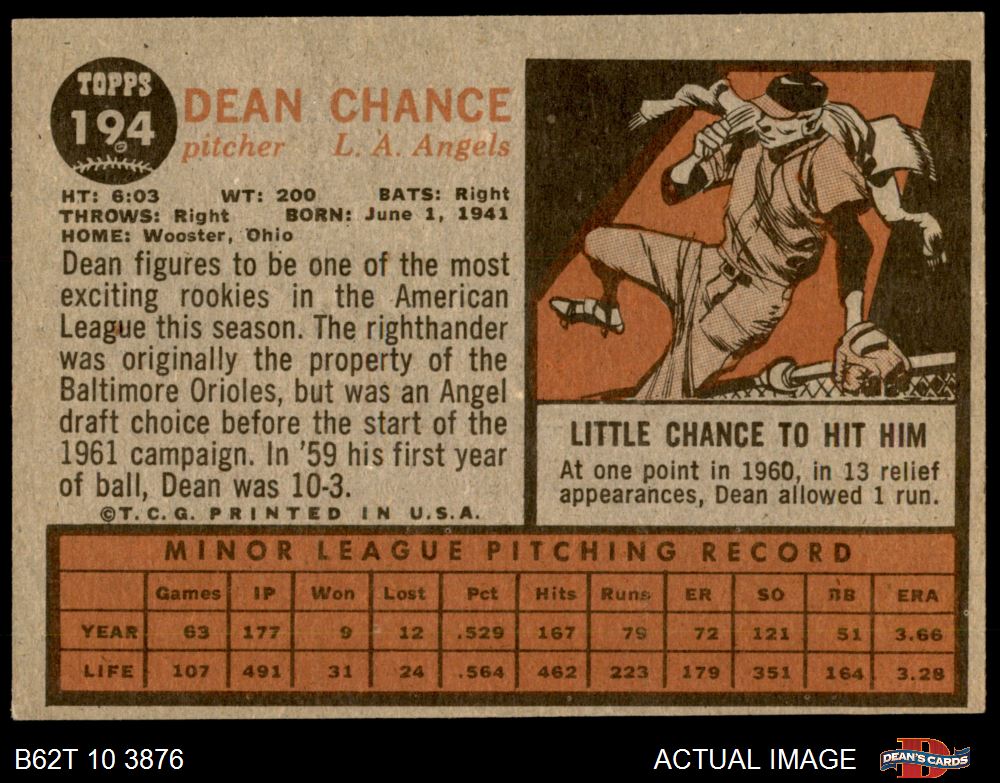 TOPPS
194
DEAN CHANCE
pitcher L. A. Angels
HT: 6:03 WT: 200 BATS: Right
THROWS: Right BORN: June 1, 1941
HOME: Wooster, Ohio
Dean figures to be one of the most
exciting rookies in the American
League this season. The righthander
was originally the property of the
Baltimore Orioles, but was an Angel
draft choice before the start of the
1961 campaign. In '59 his first year
of ball, Dean was 10-3.
©T.C.G. PRINTED IN U.S.A.
LITTLE CHANCE TO HIT HIM
At one point in 1960, in 13 relief
appearances, Dean allowed 1 run.
MINOR LEAGUE PITCHING RECORD
Games IP Won Lost Pct Hits Runs ER SO BB ERA
YEAR 63 177 9 12 .529 167 79 72 121 51 3.66
LIFE 107 491 31 24 .564 462 223 179 351 164 3.28
B62T 10 3876 ACTUAL IMAGE DEAN'S CARDS